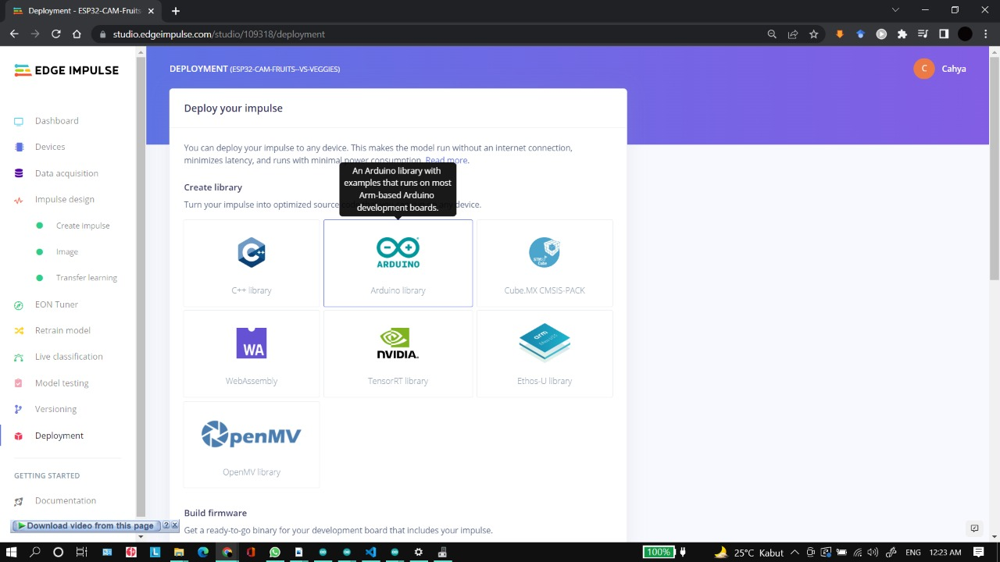 Deployment - ESP32-CAM-Fruits
studio.edgeimpulse.com/studio/109318/deployment
EDGE IMPULSE
Dashboard
Devices
Data acquisition
Impulse design
Create impulse
Image
Transfer learning
EON Tuner
Retrain model
Live classification
Model testing
Versioning
Deployment
GETTING STARTED
Documentation
Download video from this page
? x
DEPLOYMENT (ESP32-CAM-FRUITS--VS-VEGGIES)
C Cahya
Deploy your impulse
You can deploy your impulse to any device. This makes the model run without an internet connection,
minimizes latency, and runs with minimal power consumption. Read more.
An Arduino library with
examples that runs on most
Arm-based Arduino
development boards.
Create library
Turn your impulse into optimized source device.
C++
C++ library
ARDUINO
Arduino library
STM32
Cube
Cube.MX CMSIS-PACK
WA
WebAssembly
NVIDIA.
TensorRT library
arm
Ethos-U library
OpenMV
OpenMV library
Build firmware
Get a ready-to-go binary for your development board that includes your impulse.
100%
25°C Kabut
ENG
12:23 AM